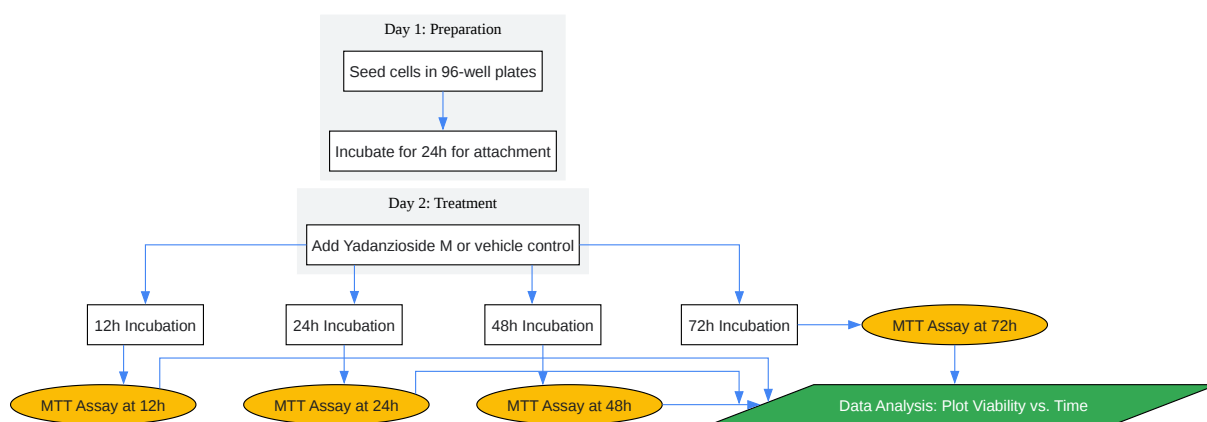 Day 1: Preparation
Seed cells in 96-well plates
Incubate for 24h for attachment
Day 2: Treatment
Add Yadanzioside M or vehicle control
12h Incubation
24h Incubation
48h Incubation
72h Incubation
MTT Assay at 72h
MTT Assay at 12h
MTT Assay at 24h
MTT Assay at 48h
Data Analysis: Plot Viability vs. Time